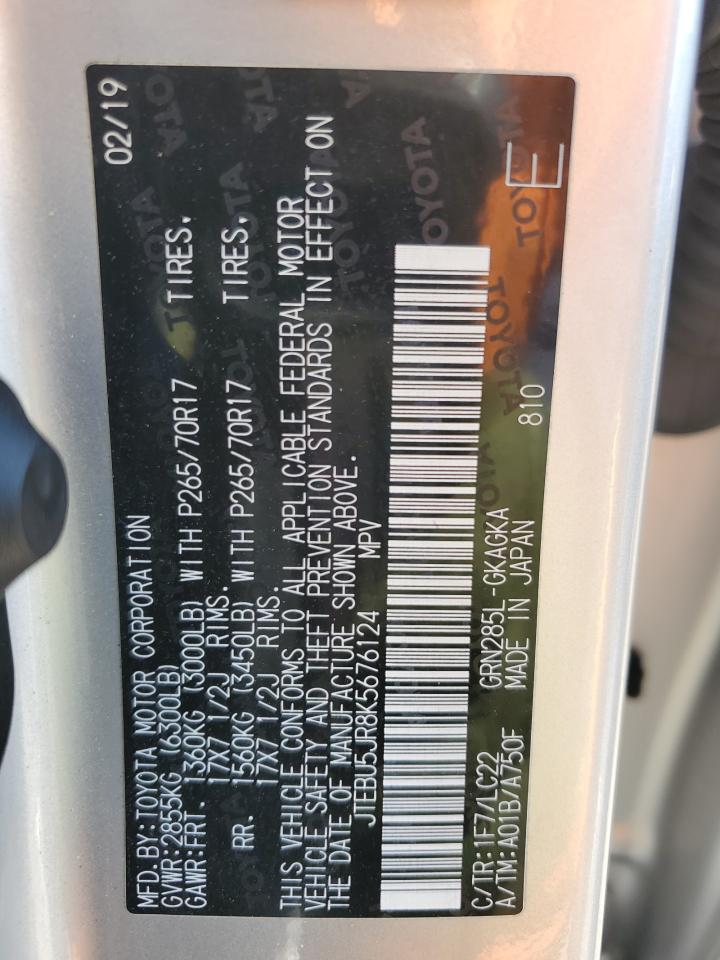 MFD.BY:TOYOTA MOTOR CORPORATION 02/19
GVWR:2855KG (6300LB)
GAWR:FRT. 1360KG (3000LB) WITH P265/70R17 TIRES,
17X7 1/2J RIMS.
RR. 1560KG (3450LB) WITH P265/70R17 TIRES,
17X7 1/2J RIMS.
THIS VEHICLE CONFORMS TO ALL APPLICABLE FEDERAL MOTOR
VEHICLE SAFETY AND THEFT PREVENTION STANDARDS IN EFFECT ON
THE DATE OF MANUFACTURE SHOWN ABOVE.
JTEBU5JR8K5676124 MPV
C/TR:1F7/LC22 GRN285L-GKAGKA 810
A/TM:A01B/A750F MADE IN JAPAN E